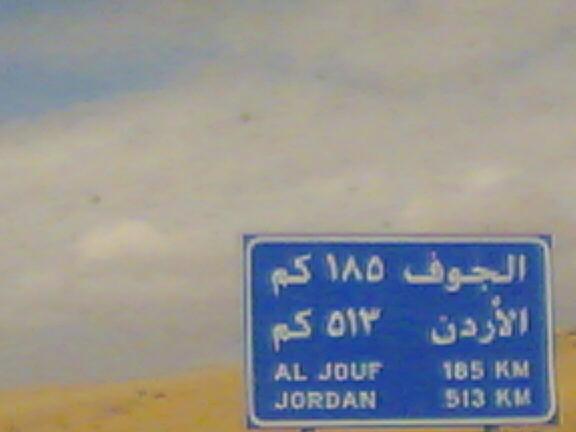 الجوف ١٨٥ كم
الأردن ٥١٣ كم
AL JOUF 185 KM
JORDAN 513 KM